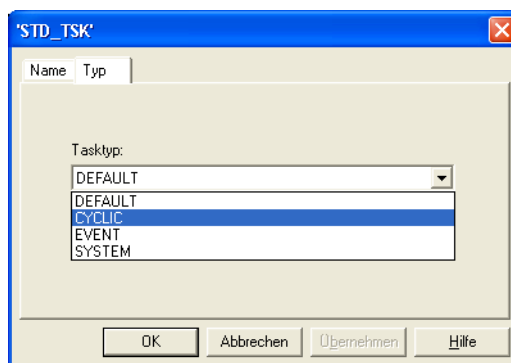 'STD_TSK'
Name Typ
Tasktyp:
DEFAULT
DEFAULT
CYCLIC
EVENT
SYSTEM
OK Abbrechen Übernehmen Hilfe